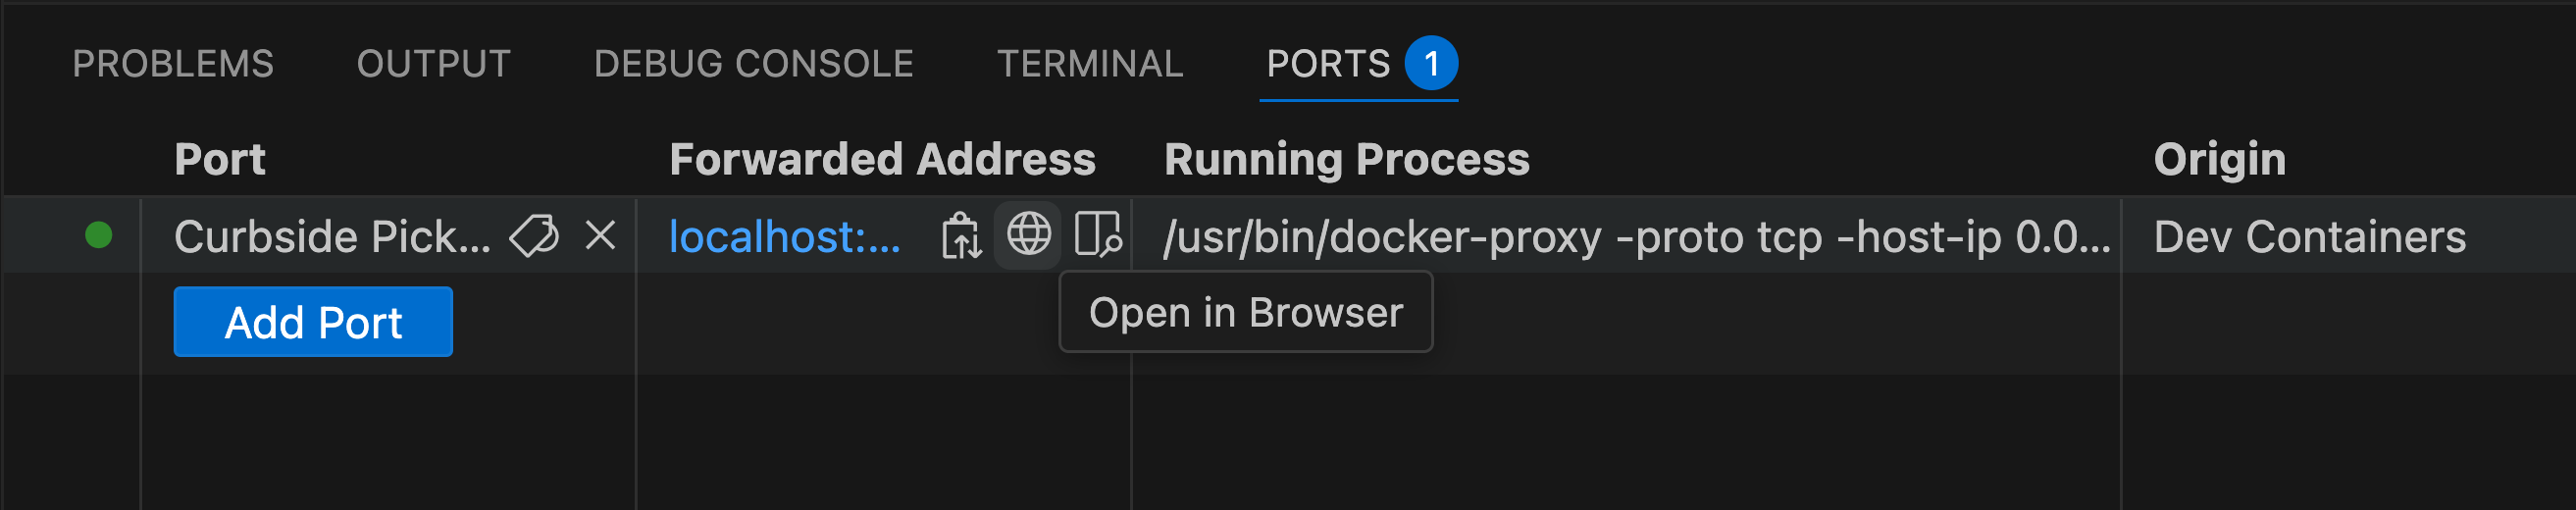 PROBLEMS OUTPUT DEBUG CONSOLE TERMINAL PORTS 1
Port Forwarded Address Running Process Origin
Curbside Pick... localhost:... /usr/bin/docker-proxy -proto tcp -host-ip 0.0... Dev Containers
Add Port
Open in Browser